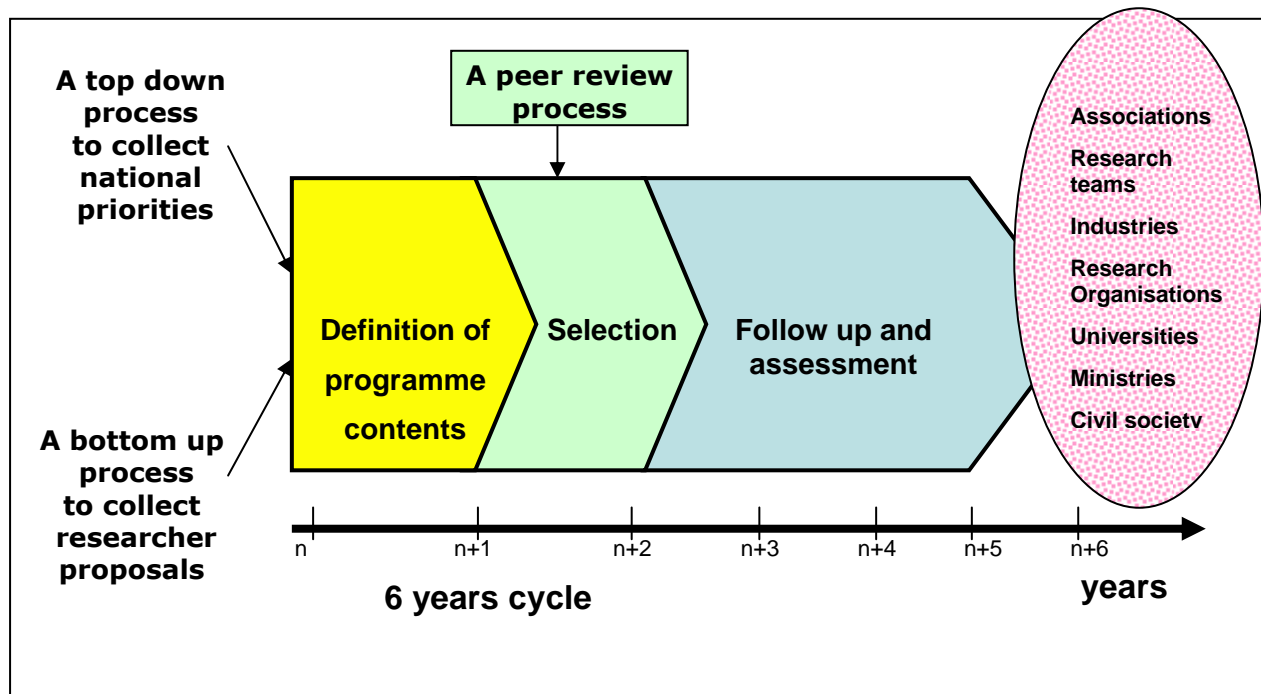 A top down
process
to collect
national
priorities
A bottom up
process
to collect
researcher
proposals
A peer review
process
Definition of
programme
contents
Selection
Follow up and
assessment
Associations
Research
teams
Industries
Research
Organisations
Universities
Ministries
Civil society
n
n+1
n+2
n+3
n+4
n+5
n+6
6 years cycle
years